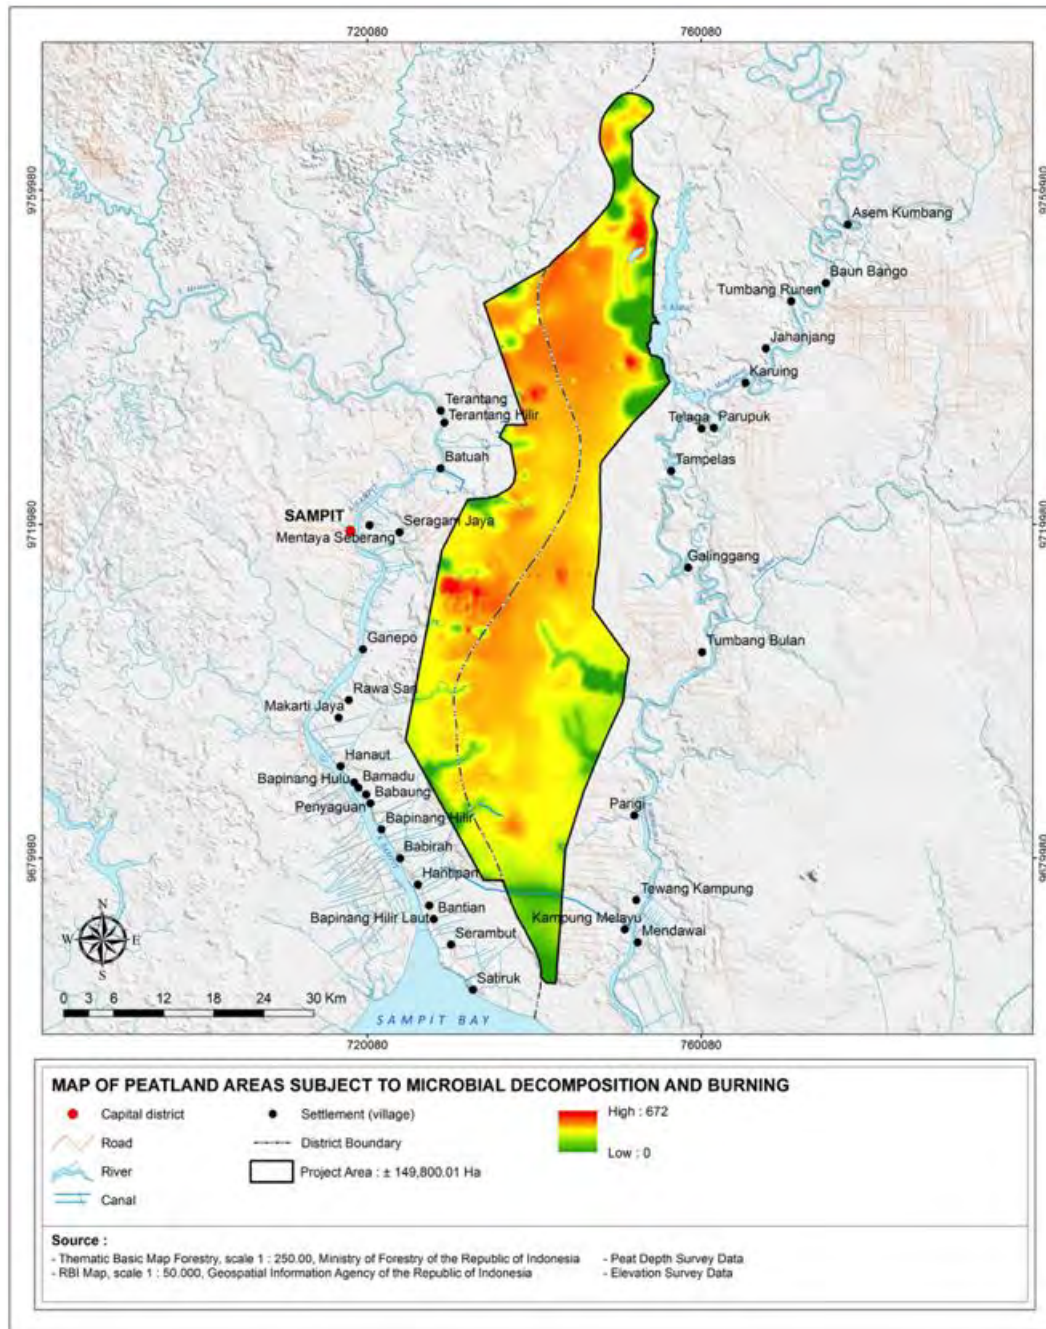 720080
760080
9759980
9759980
Asem Kumbang
Baun Bango
Tumbang Runen
Jahanjang
Karuing
Terantang
Terantang Hilir
Telaga
Parupuk
Batuah
Tampelas
SAMPIT
9719980
9719980
Seragam Jaya
Mentaya Seberang
Galinggang
Ganepo
Tumbang Bulan
Rawa Sari
Makarti Jaya
Hanaut
Bapinang Hulu
Bamadu
Babaung
Penyaguan
Parigi
Bapinang Hilir
Babirah
9679980
9679980
Hantipan
Tewang Kampung
Bantian
Bapinang Hilir Laut
Kampung Melayu
Serambut
Mendawai
N
W
E
S
Satiruk
0 3 6 12 18 24 30 Km
SAMPIT BAY
720080
760080
MAP OF PEATLAND AREAS SUBJECT TO MICROBIAL DECOMPOSITION AND BURNING
Capital district
Settlement (village)
High : 672
Road
District Boundary
Low : 0
River
Project Area : ± 149,800.01 Ha
Canal
Source :
- Thematic Basic Map Forestry, scale 1 : 250.00, Ministry of Forestry of the Republic of Indonesia
- Peat Depth Survey Data
- RBI Map, scale 1 : 50.000, Geospatial Information Agency of the Republic of Indonesia
- Elevation Survey Data